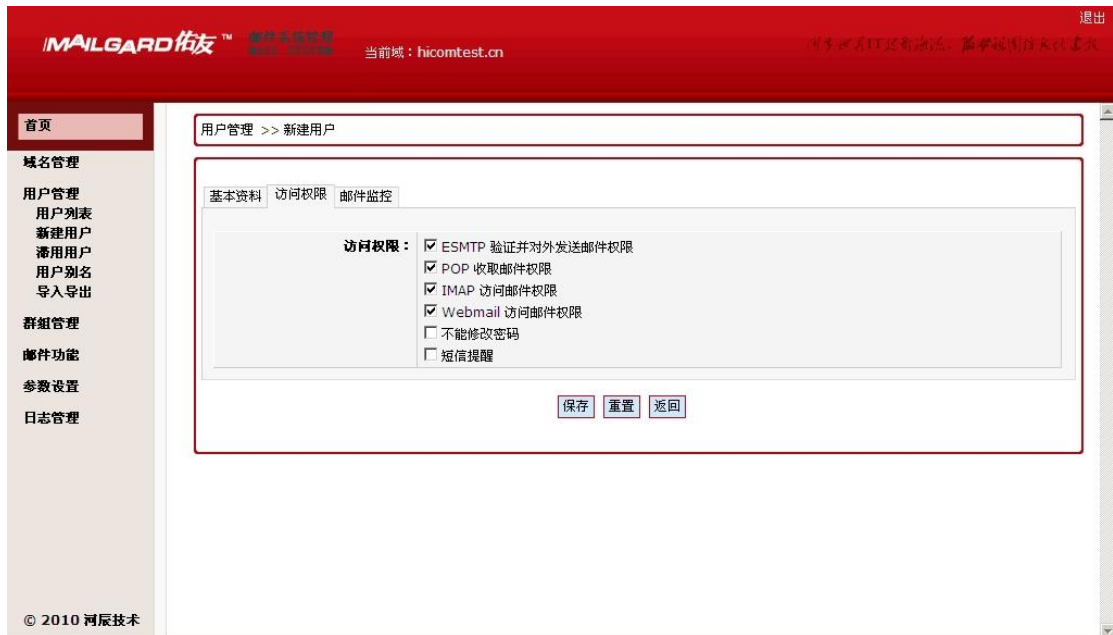 退出
MAILGARD佑友™ 邮件系统管理
当前域：hicomtest.cn
首页
域名管理
用户管理
用户列表
新建用户
滞用用户
用户别名
导入导出
群组管理
邮件功能
参数设置
日志管理
© 2010 河辰技术
用户管理 >> 新建用户
基本资料 访问权限 邮件监控
访问权限：
ESMTP 验证并对外发送邮件权限
POP 收取邮件权限
IMAP 访问邮件权限
Webmail 访问邮件权限
不能修改密码
短信提醒
保存 重置 返回